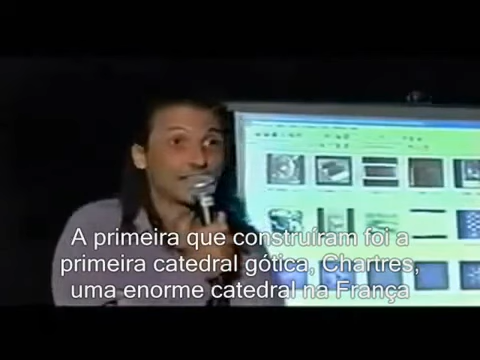 A primeira que construíram foi a
primeira catedral gótica, Chartres,
uma enorme catedral na França